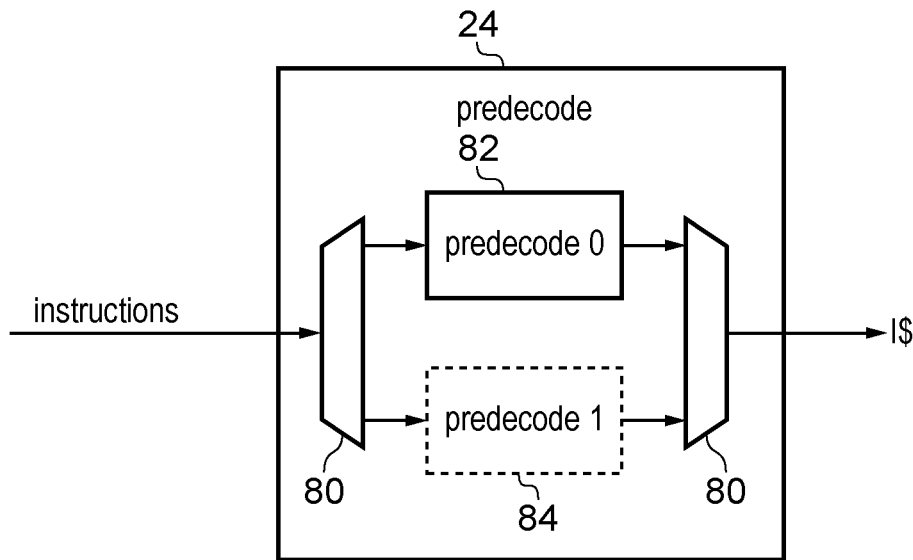 24
predecode
82
predecode 0
instructions
I$
predecode 1
80
84
80